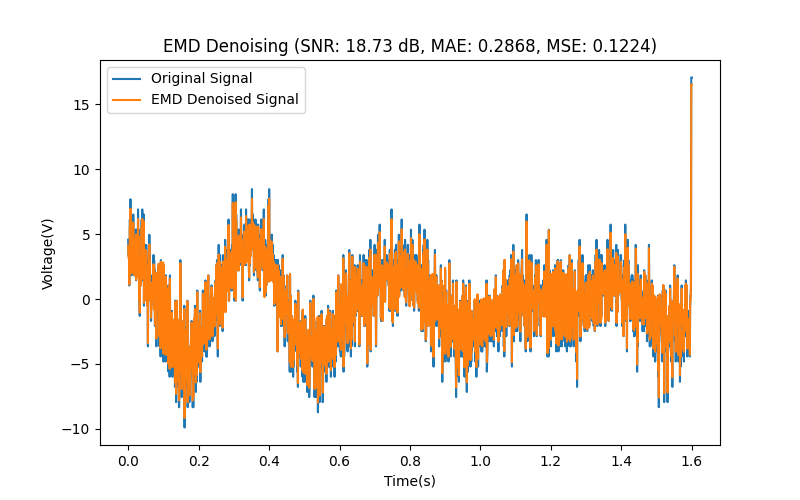 EMD Denoising (SNR: 18.73 dB, MAE: 0.2868, MSE: 0.1224)
Original Signal
EMD Denoised Signal
15
10
5
0
−5
−10
Voltage(V)
0.0 0.2 0.4 0.6 0.8 1.0 1.2 1.4 1.6
Time(s)